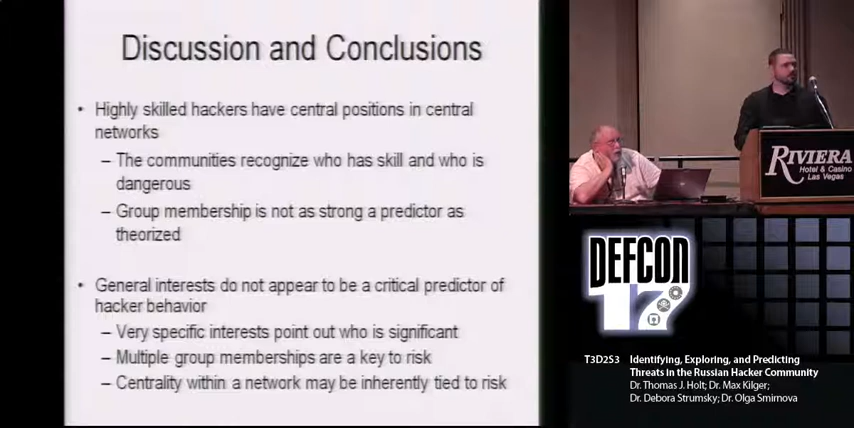 Discussion and Conclusions
• Highly skilled hackers have central positions in central
networks
– The communities recognize who has skill and who is
dangerous
– Group membership is not as strong a predictor as
theorized
• General interests do not appear to be a critical predictor of
hacker behavior
– Very specific interests point out who is significant
– Multiple group memberships are a key to risk
– Centrality within a network may be inherently tied to risk
RIVIERA
Hotel & Casino
Las Vegas
DEFCON
17
T3D2S3 Identifying, Exploring, and Predicting
Threats in the Russian Hacker Community
Dr. Thomas J. Holt; Dr. Max Kilger;
Dr. Debora Strumsky; Dr. Olga Smirnova